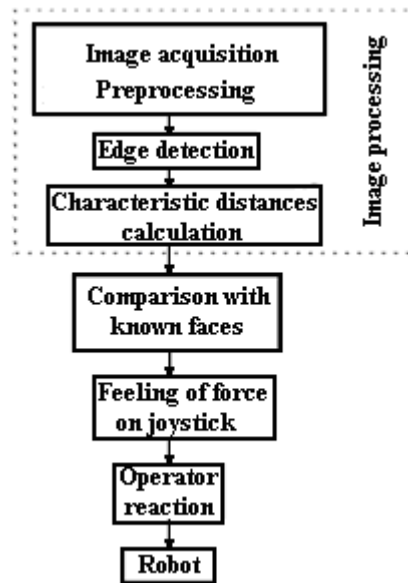 Image acquisition
Preprocessing
Edge detection
Characteristic distances
calculation
Image processing
Comparison with
known faces
Feeling of force
on joystick
Operator
reaction
Robot